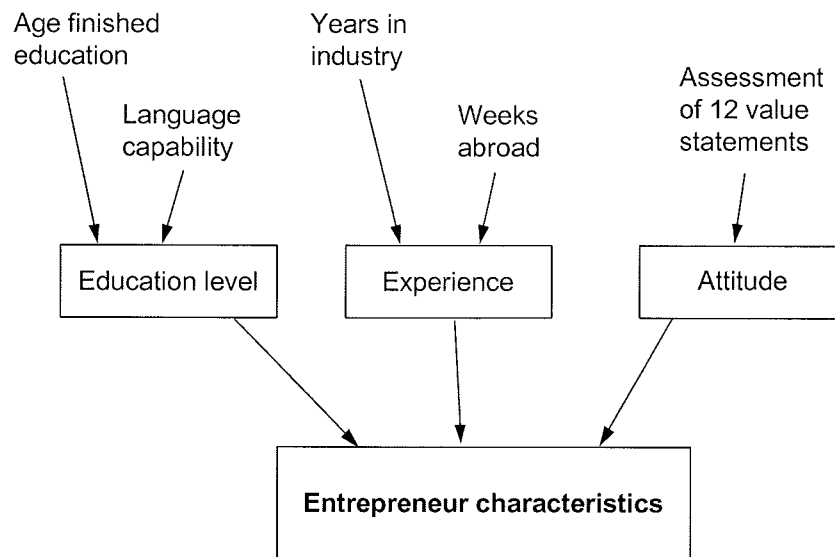 Age finished
education
Years in
industry
Assessment
of 12 value
statements
Language
capability
Weeks
abroad
Education level
Experience
Attitude
Entrepreneur characteristics